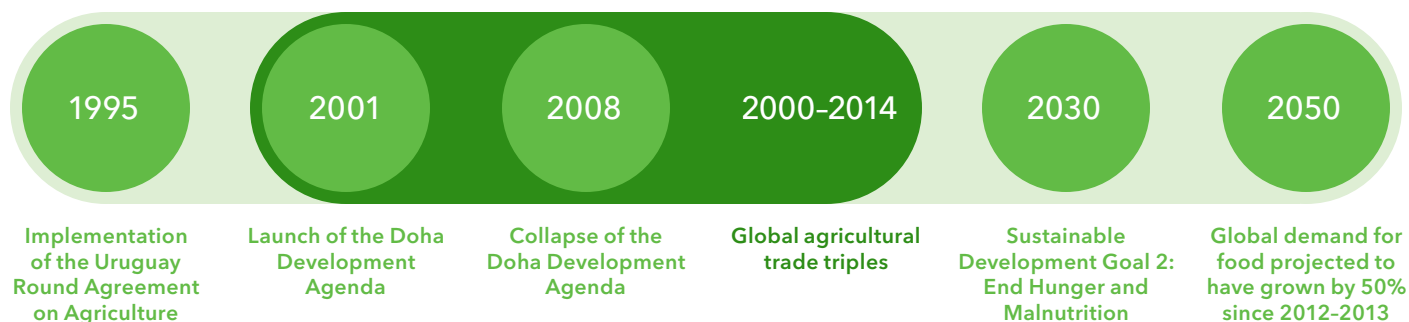 1995
2001
2008
2000–2014
2030
2050
Implementation
of the Uruguay
Round Agreement
on Agriculture
Launch of the Doha
Development
Agenda
Collapse of the
Doha Development
Agenda
Global agricultural
trade triples
Sustainable
Development Goal 2:
End Hunger and
Malnutrition
Global demand for
food projected to
have grown by 50%
since 2012–2013